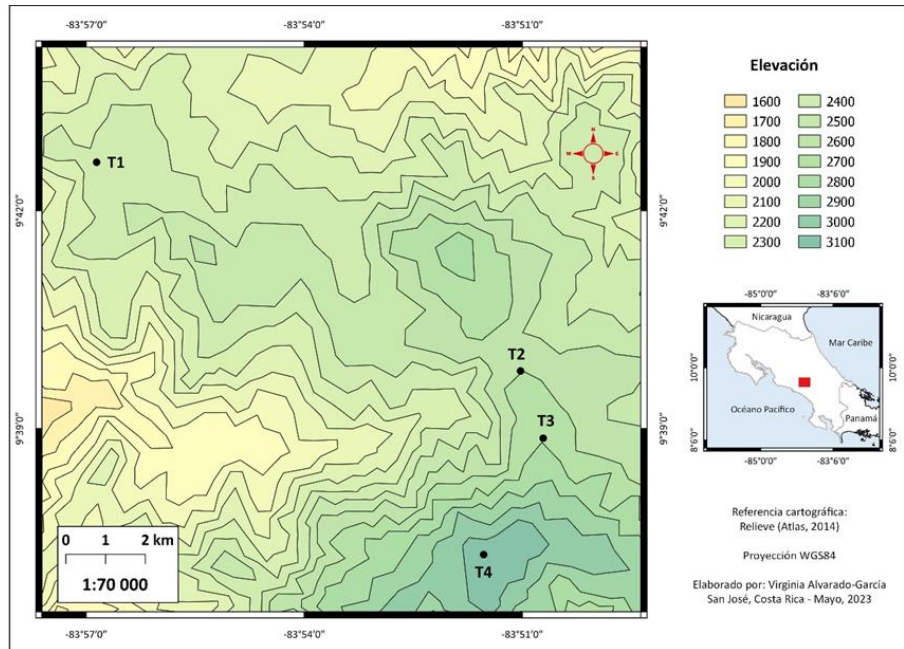 -83°57'0"
-83°54'0"
-83°51'0"
9°42'0"
9°39'0"
T1
T2
T3
T4
N
W
E
S
0 1 2 km
1:70 000
-83°57'0"
-83°54'0"
-83°51'0"
9°42'0"
9°39'0"
Elevación
1600 2400
1700 2500
1800 2600
1900 2700
2000 2800
2100 2900
2200 3000
2300 3100
-85°0'0" -83°6'0"
Nicaragua
Mar Caribe
10°0'0" 10°0'0"
Océano Pacífico
Panamá
8°6'0" 8°6'0"
-85°0'0" -83°6'0"
Referencia cartográfica:
Relieve (Atlas, 2014)
Proyección WGS84
Elaborado por: Virginia Alvarado-García
San José, Costa Rica - Mayo, 2023